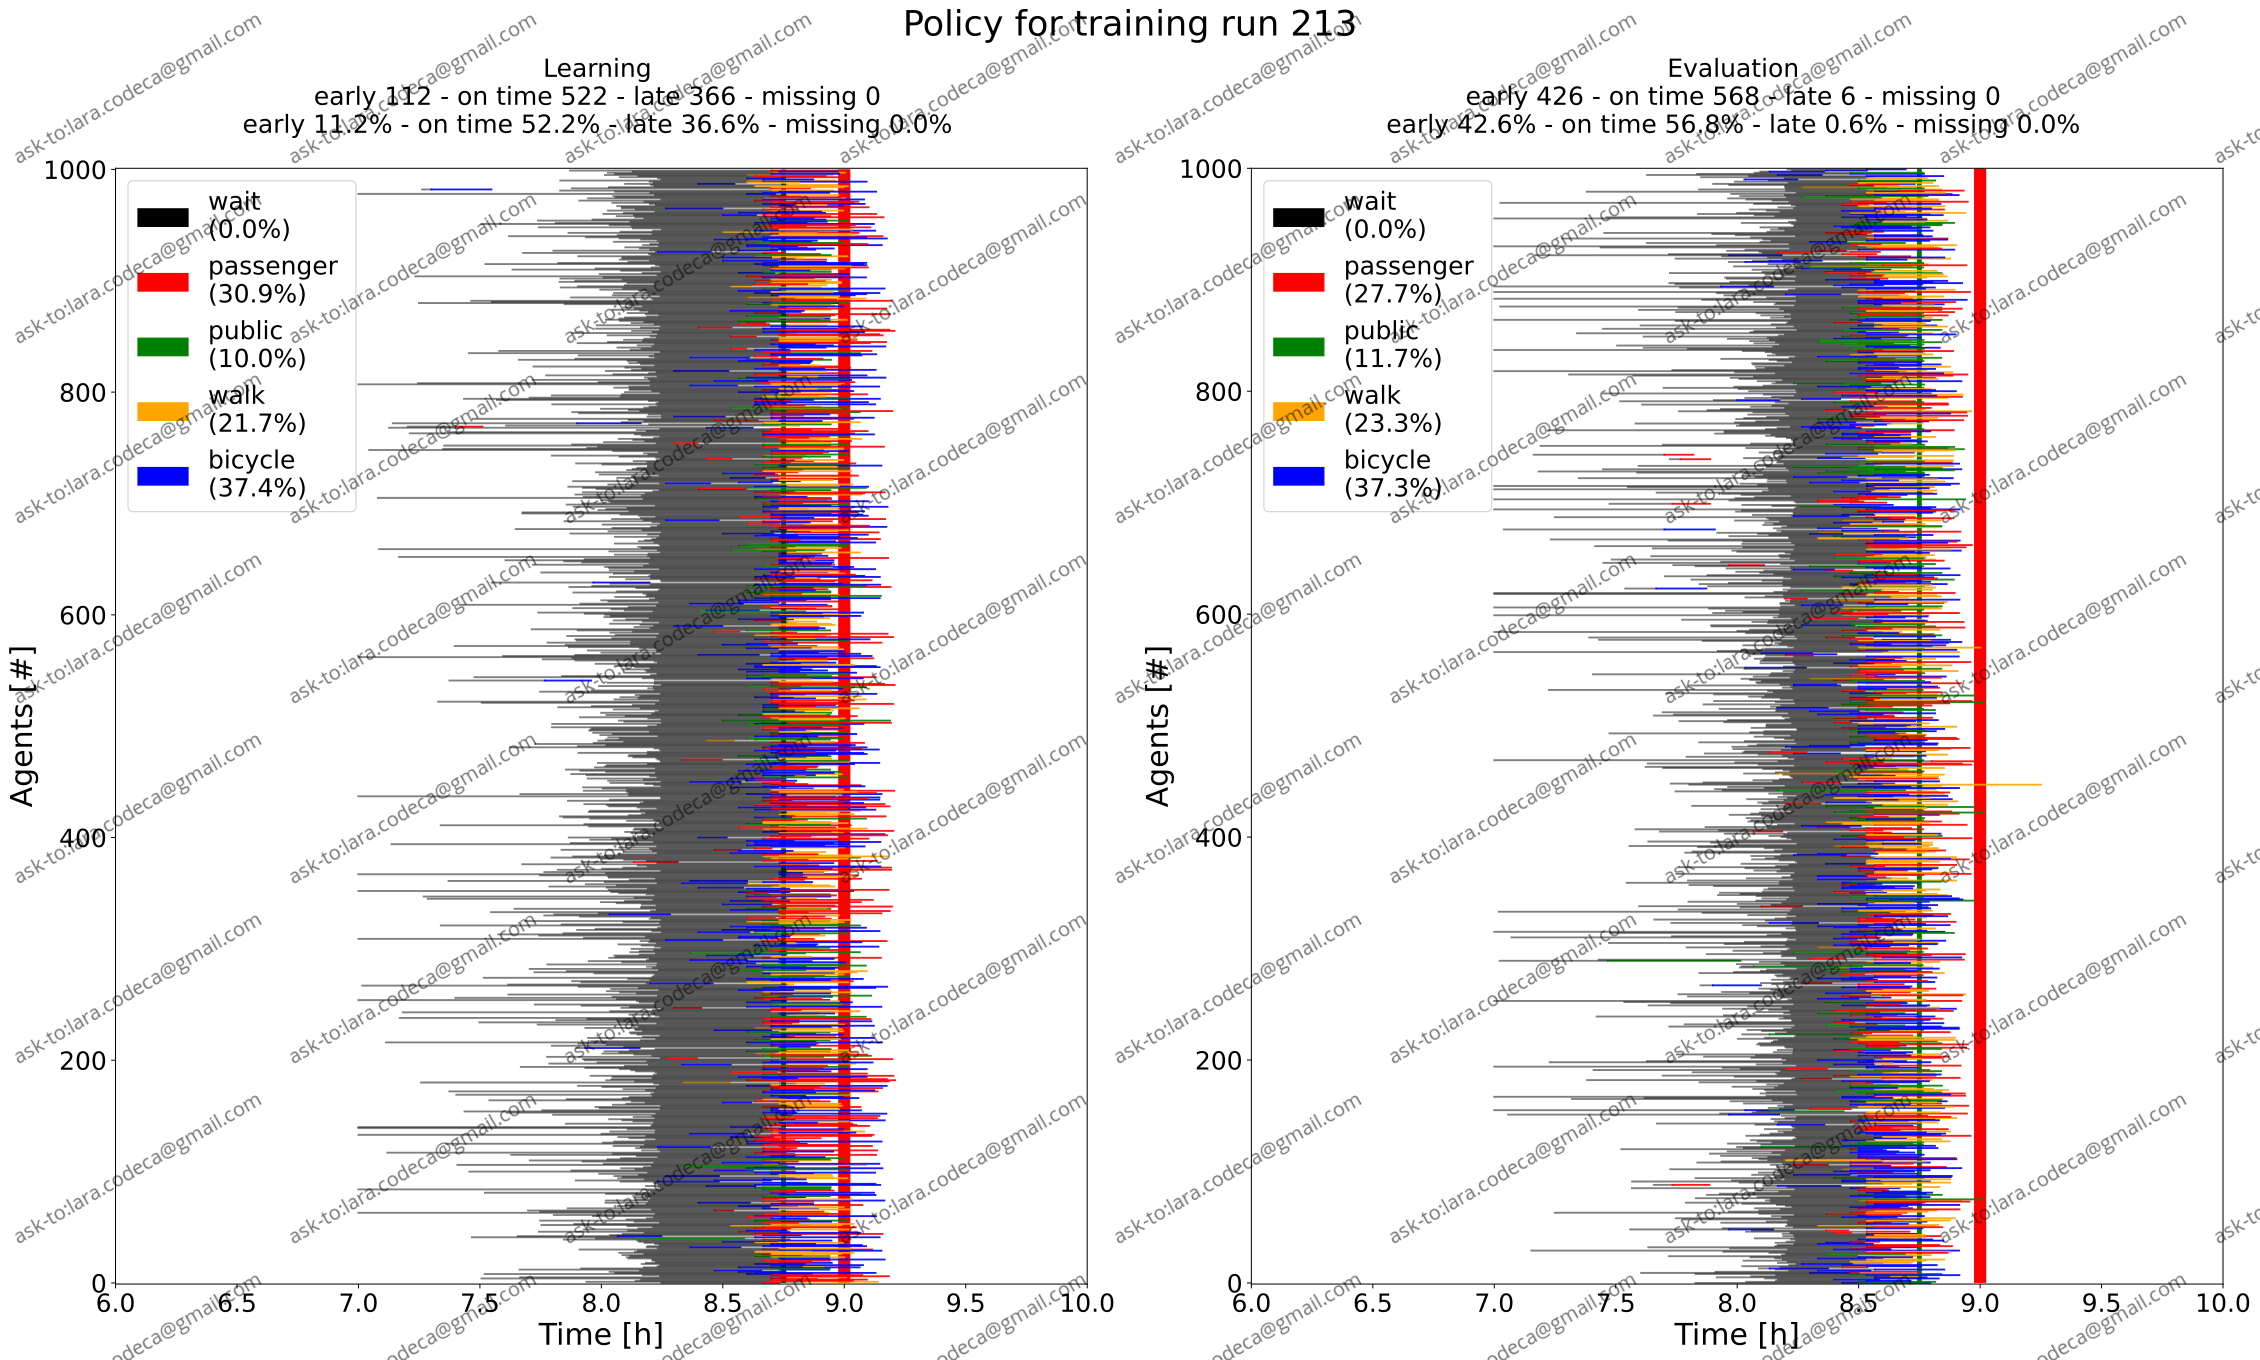 Policy for training run 213
Learning
early 112 - on time 522 - late 366 - missing 0
early 11.2% - on time 52.2% - late 36.6% - missing 0.0%
1000
800
600
400
200
0
Agents [#]
wait
(0.0%)
passenger
(30.9%)
public
(10.0%)
walk
(21.7%)
bicycle
(37.4%)
6.0 6.5 7.0 7.5 8.0 8.5 9.0 9.5 10.0
Time [h]
Evaluation
early 426 - on time 568 - late 6 - missing 0
early 42.6% - on time 56.8% - late 0.6% - missing 0.0%
1000
800
600
400
200
0
Agents [#]
wait
(0.0%)
passenger
(27.7%)
public
(11.7%)
walk
(23.3%)
bicycle
(37.3%)
6.0 6.5 7.0 7.5 8.0 8.5 9.0 9.5 10.0
Time [h]
ask-to:lara.codeca@gmail.com